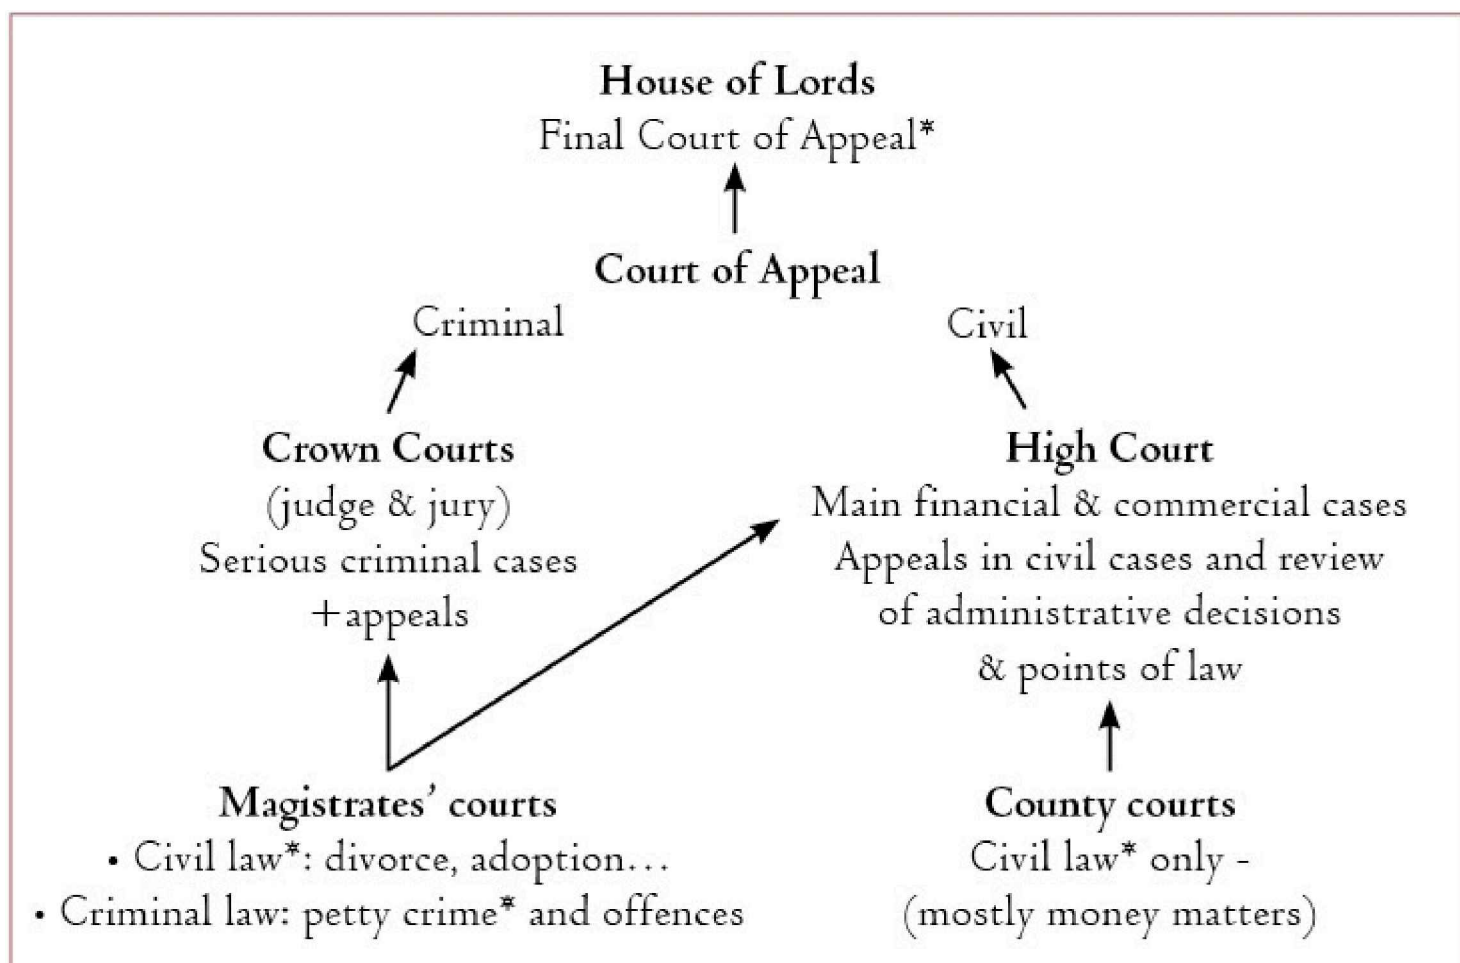 House of Lords
Final Court of Appeal*
Court of Appeal
Criminal
Civil
Crown Courts
(judge & jury)
Serious criminal cases
+appeals
High Court
Main financial & commercial cases
Appeals in civil cases and review
of administrative decisions
& points of law
Magistrates’ courts
• Civil law*: divorce, adoption…
• Criminal law: petty crime* and offences
County courts
Civil law* only -
(mostly money matters)